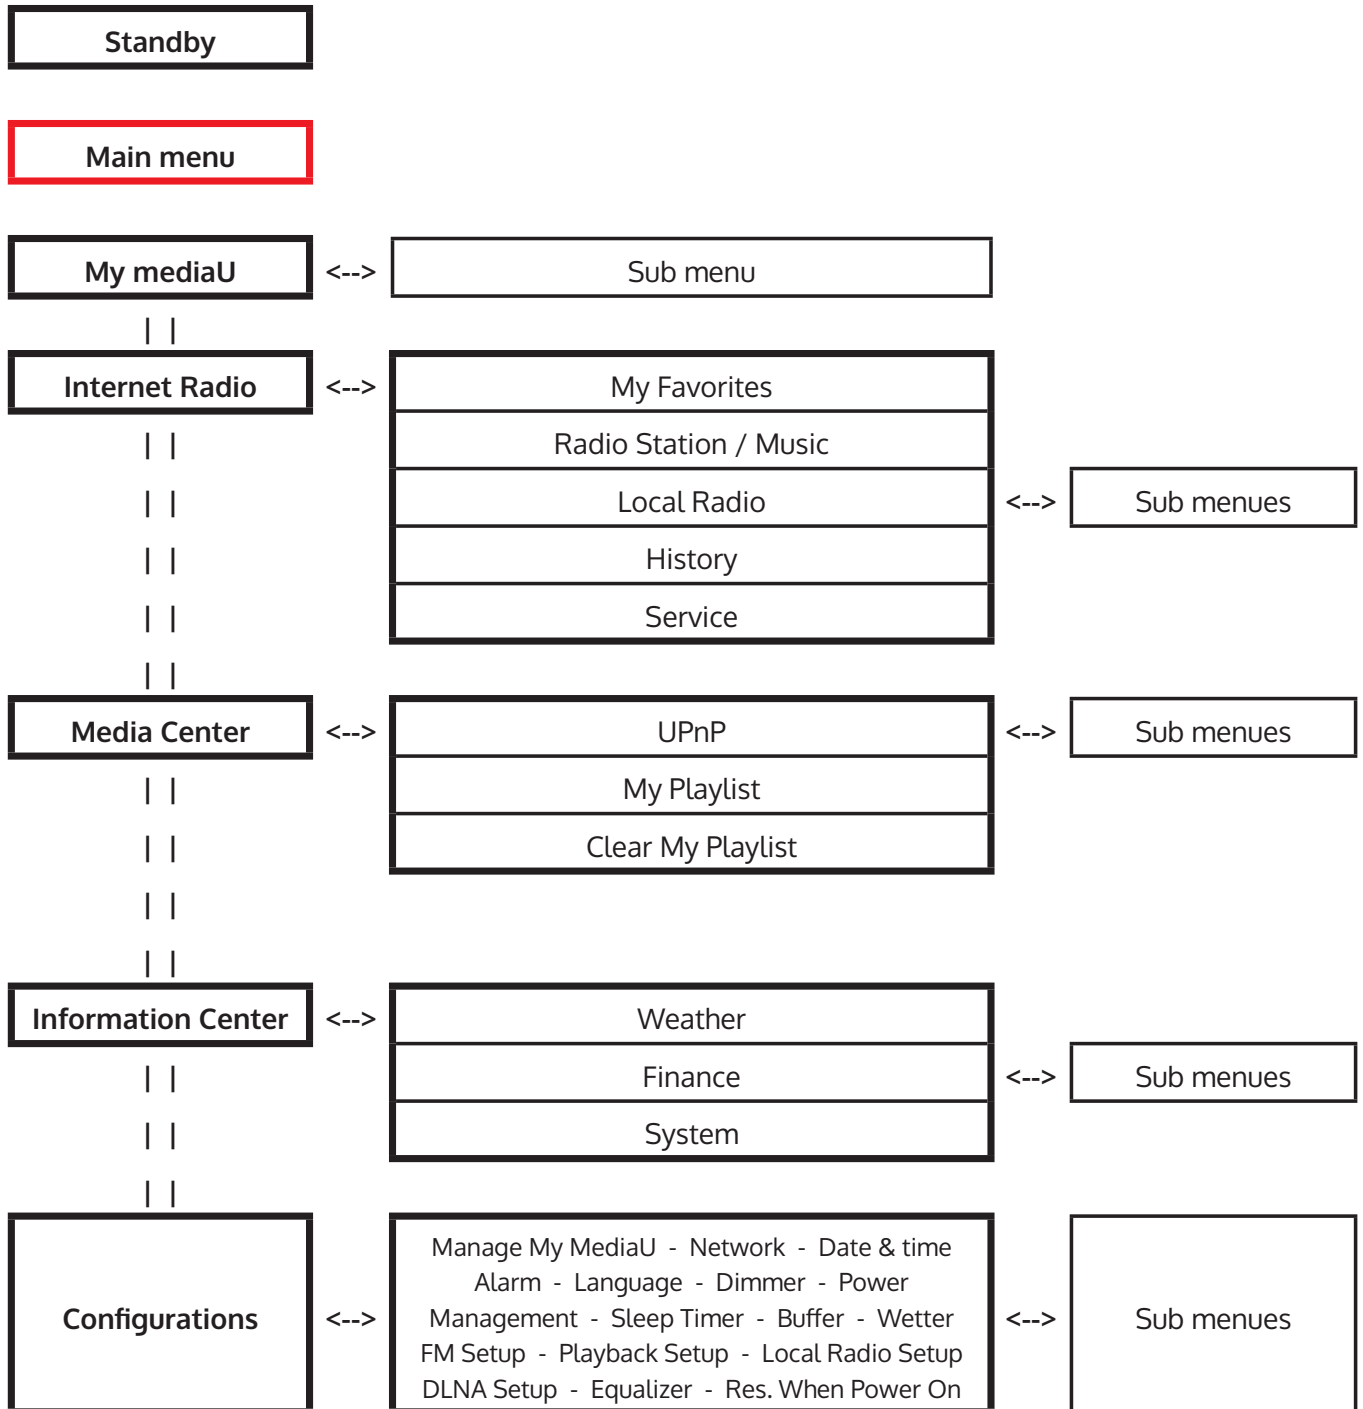 Standby
Main menu
My mediaU <--> Sub menu
| |
Internet Radio <--> My Favorites
| | Radio Station / Music
| | Local Radio <--> Sub menues
| | History
| | Service
| |
Media Center <--> UPnP <--> Sub menues
| | My Playlist
| | Clear My Playlist
| |
| |
Information Center <--> Weather
| | Finance <--> Sub menues
| | System
| |
Manage My MediaU - Network - Date & time
Alarm - Language - Dimmer - Power
Configurations <--> Management - Sleep Timer - Buffer - Wetter <--> Sub menues
FM Setup - Playback Setup - Local Radio Setup
DLNA Setup - Equalizer - Res. When Power On